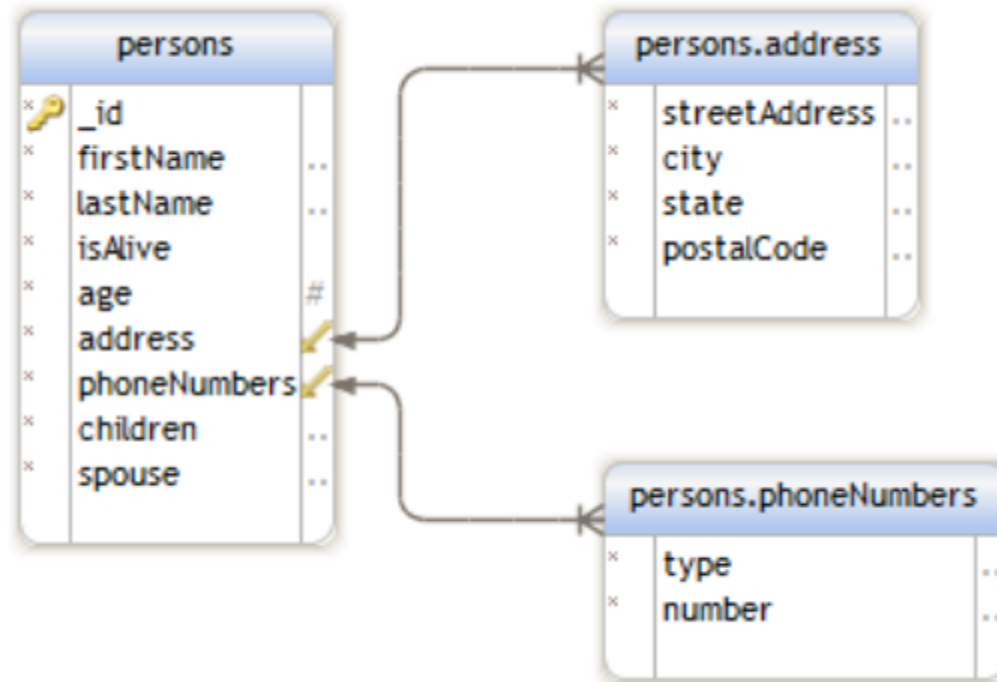 persons
_id
firstName ..
lastName ..
isAlive
age #
address
phoneNumbers
children ..
spouse ..
persons.address
streetAddress ..
city ..
state ..
postalCode ..
persons.phoneNumbers
type ..
number ..